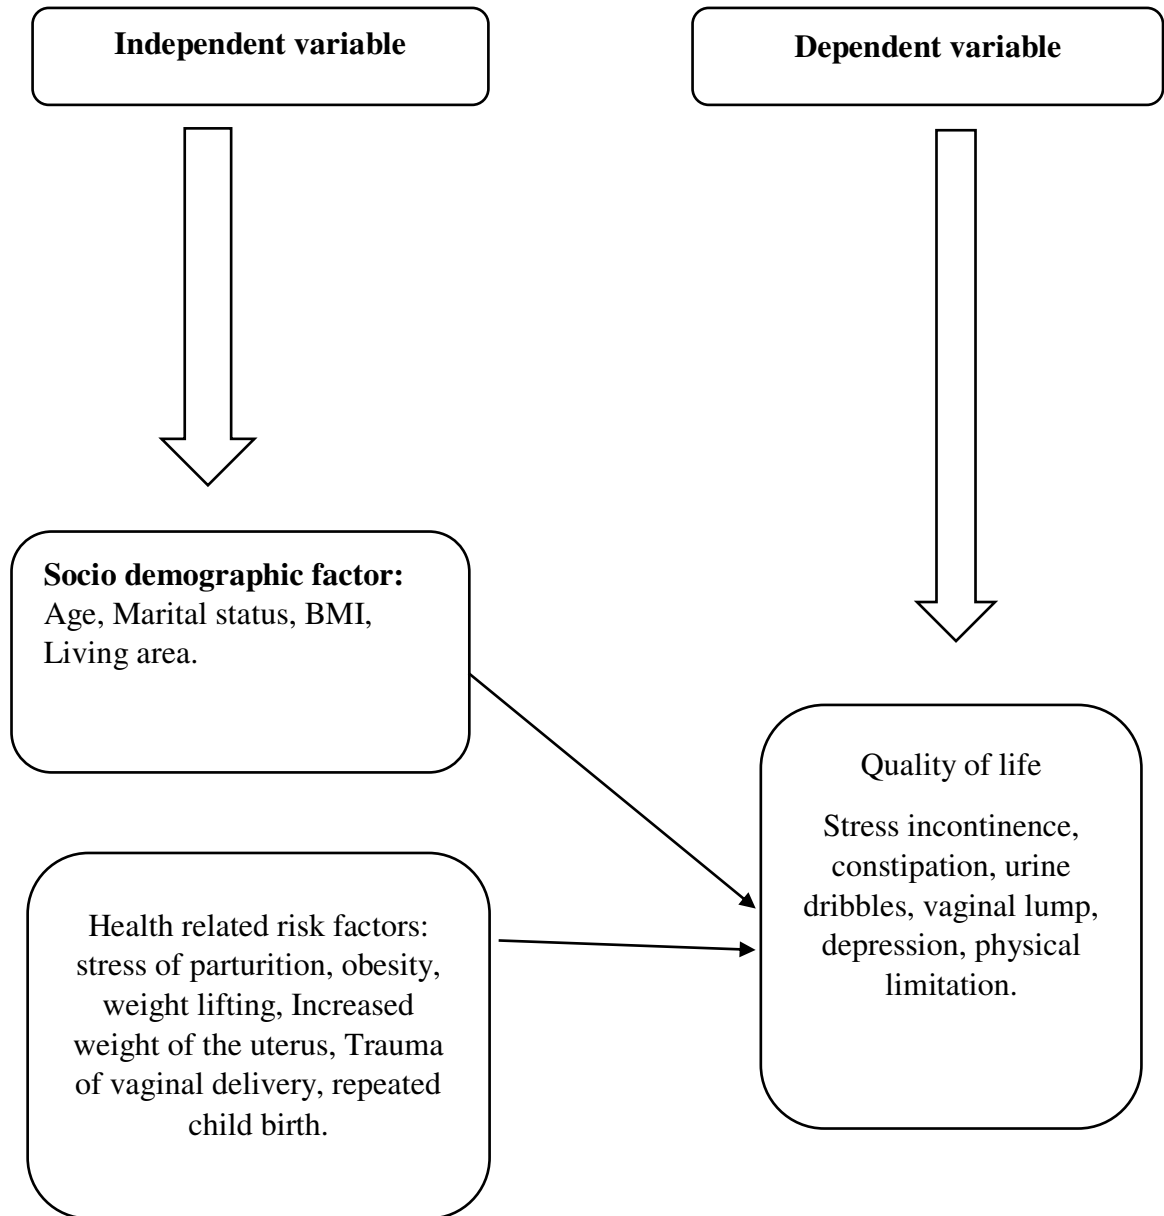 Independent variable
Dependent variable
Socio demographic factor:
Age, Marital status, BMI,
Living area.
Health related risk factors:
stress of parturition, obesity,
weight lifting, Increased
weight of the uterus, Trauma
of vaginal delivery, repeated
child birth.
Quality of life
Stress incontinence,
constipation, urine
dribbles, vaginal lump,
depression, physical
limitation.